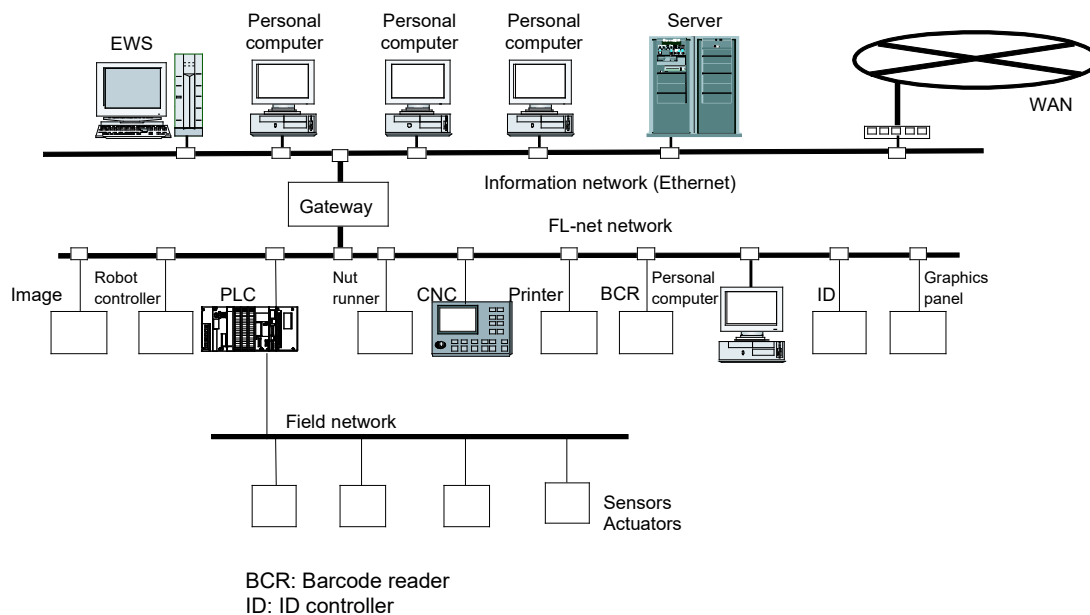 EWS
Personal
computer
Personal
computer
Personal
computer
Server
WAN
Information network (Ethernet)
Gateway
FL-net network
Image
Robot
controller
PLC
Nut
runner
CNC
Printer
BCR
Personal
computer
ID
Graphics
panel
Field network
Sensors
Actuators
BCR: Barcode reader
ID: ID controller